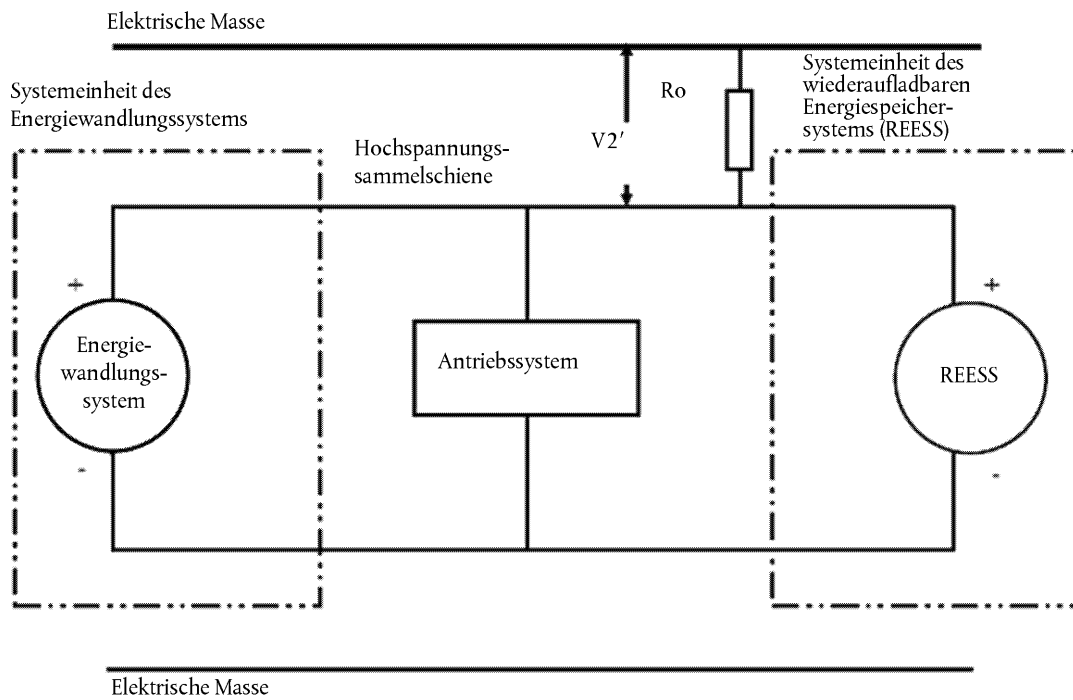 Elektrische Masse
Systemeinheit des
Energiewandlungssystems
Ro
Systemeinheit des
wiederaufladbaren
Energiespeicher-
systems (REESS)
V2′
Hochspannungs-
sammelschiene
+
+
Energie-
wandlungs-
system
Antriebssystem
REESS
-
-
Elektrische Masse